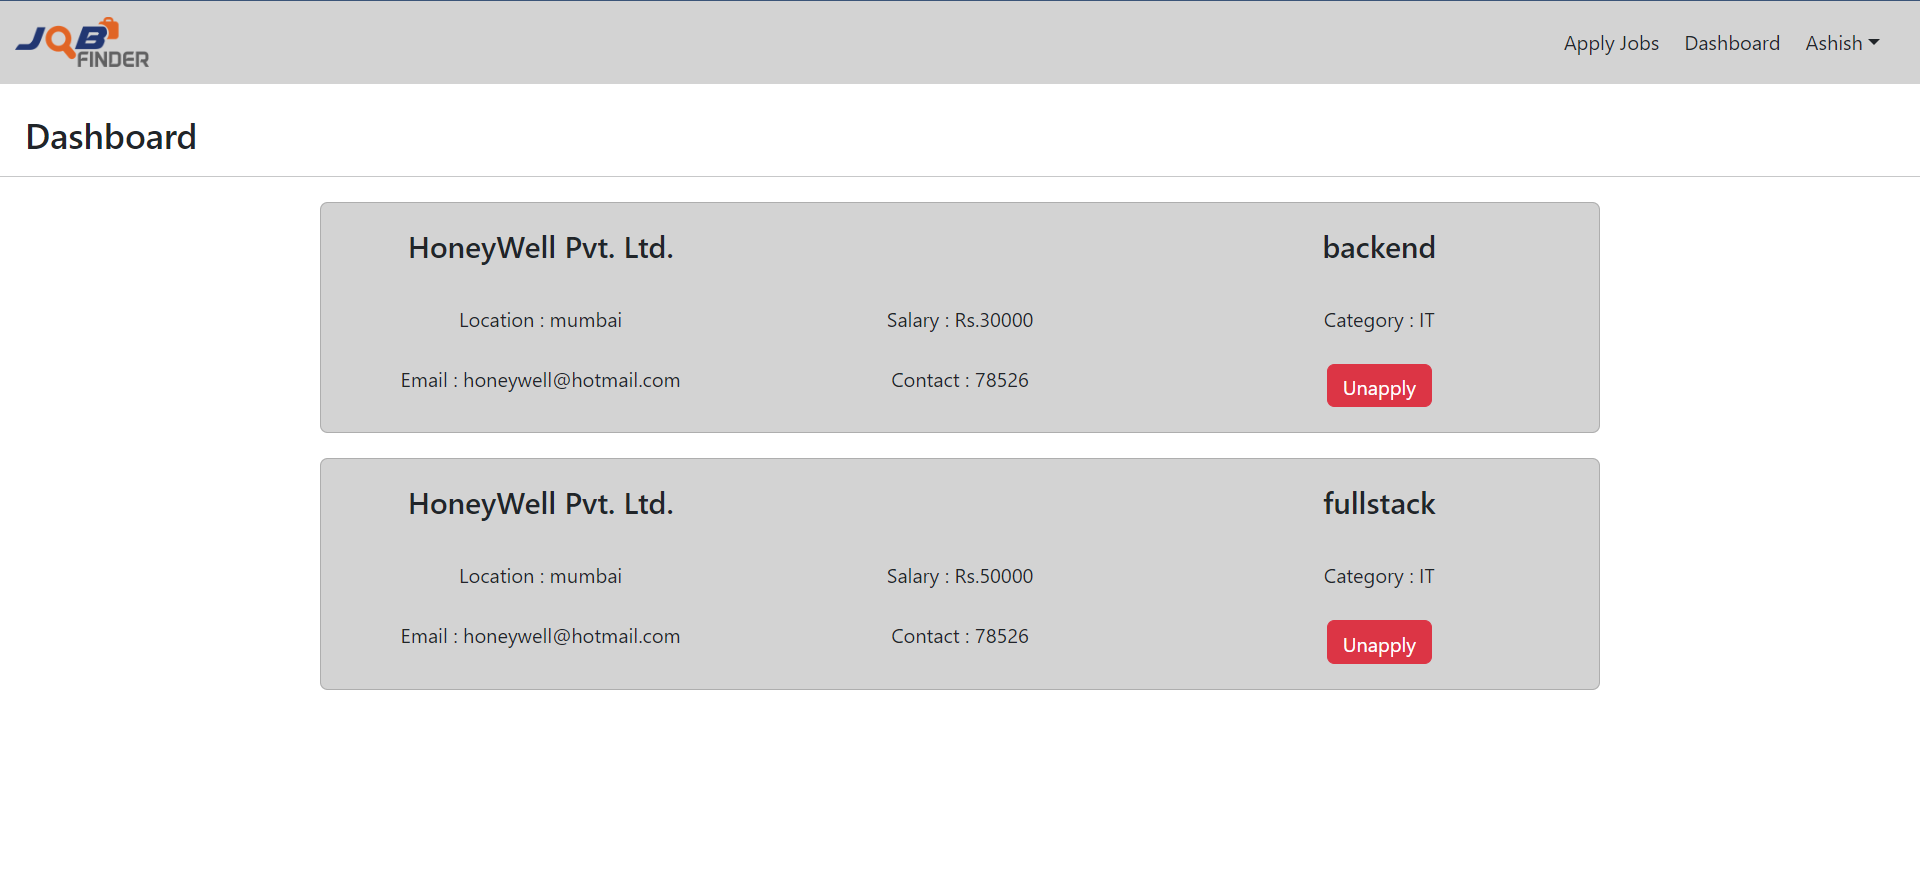 JOB FINDER
Apply Jobs Dashboard Ashish
Dashboard
HoneyWell Pvt. Ltd. backend
Location : mumbai Salary : Rs.30000 Category : IT
Email : honeywell@hotmail.com Contact : 78526 Unapply
HoneyWell Pvt. Ltd. fullstack
Location : mumbai Salary : Rs.50000 Category : IT
Email : honeywell@hotmail.com Contact : 78526 Unapply